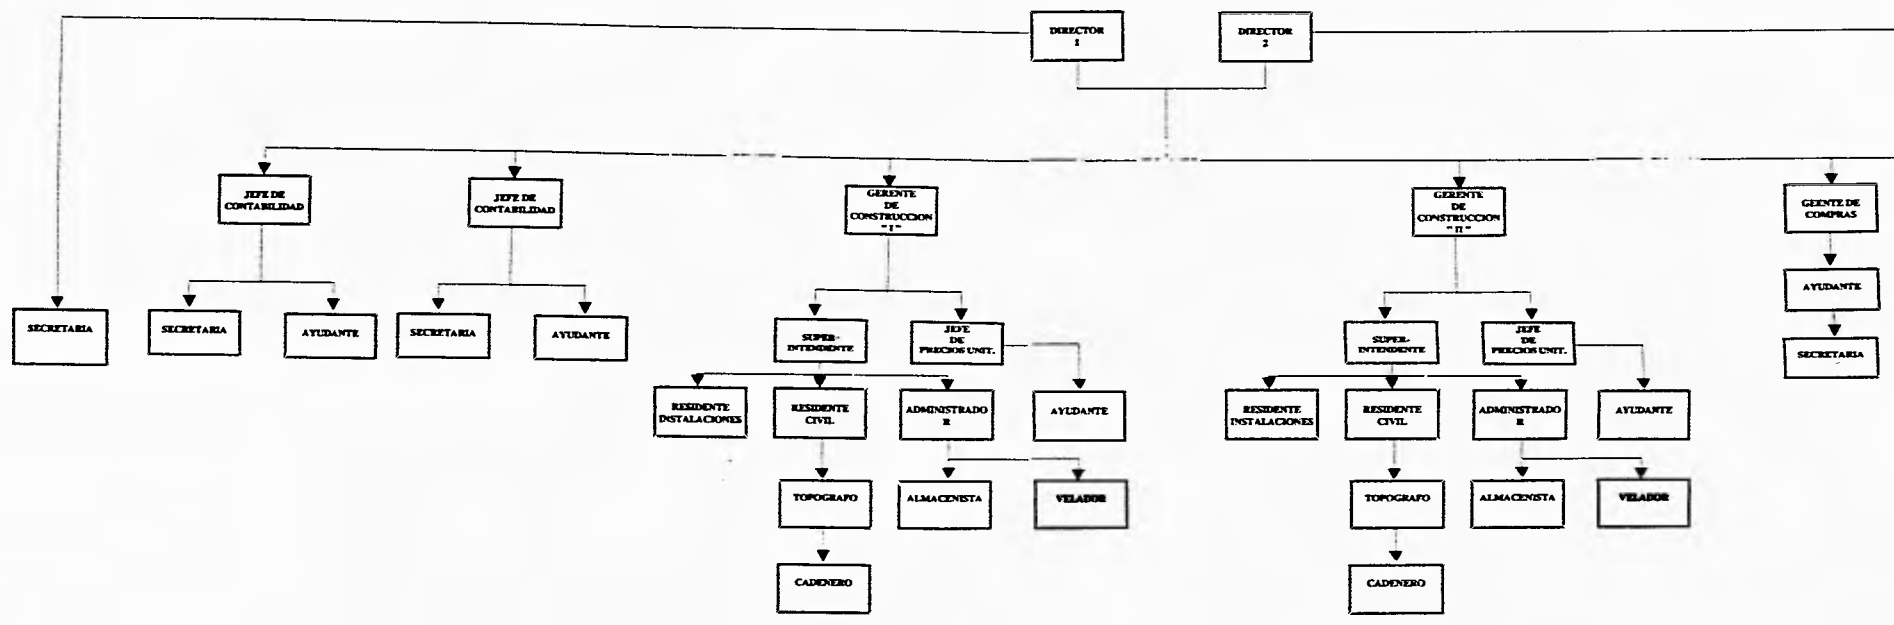 DIRECTOR
1
DIRECTOR
2
JEFE DE
CONTABILIDAD
JEFE DE
CONTABILIDAD
GERENTE
DE
CONSTRUCCION
" I "
GERENTE
DE
CONSTRUCCION
" II "
GEENTE DE
COMPRAS
SECRETARIA
SECRETARIA
AYUDANTE
SECRETARIA
AYUDANTE
SUPER-
INTENDENTE
JEFE
DE
PRECIOS UNIT.
SUPER-
INTENDENTE
JEFE
DE
PRECIOS UNIT.
AYUDANTE
SECRETARIA
RESIDENTE
INSTALACIONES
RESIDENTE
CIVIL
ADMINISTRADO
R
AYUDANTE
RESIDENTE
INSTALACIONES
RESIDENTE
CIVIL
ADMINISTRADO
R
AYUDANTE
TOPOGRAFO
ALMACENISTA
VELADOR
TOPOGRAFO
ALMACENISTA
VELADOR
CADENERO
CADENERO